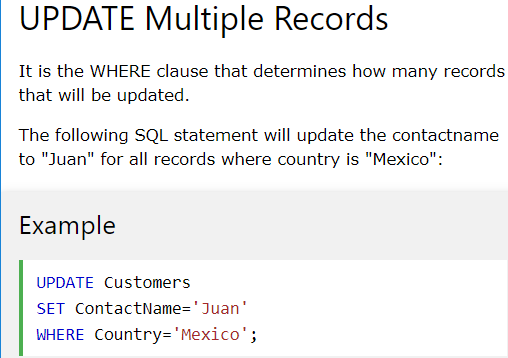 UPDATE Multiple Records
It is the WHERE clause that determines how many records
that will be updated.
The following SQL statement will update the contactname
to "Juan" for all records where country is "Mexico":
Example
UPDATE Customers
SET ContactName='Juan'
WHERE Country='Mexico';